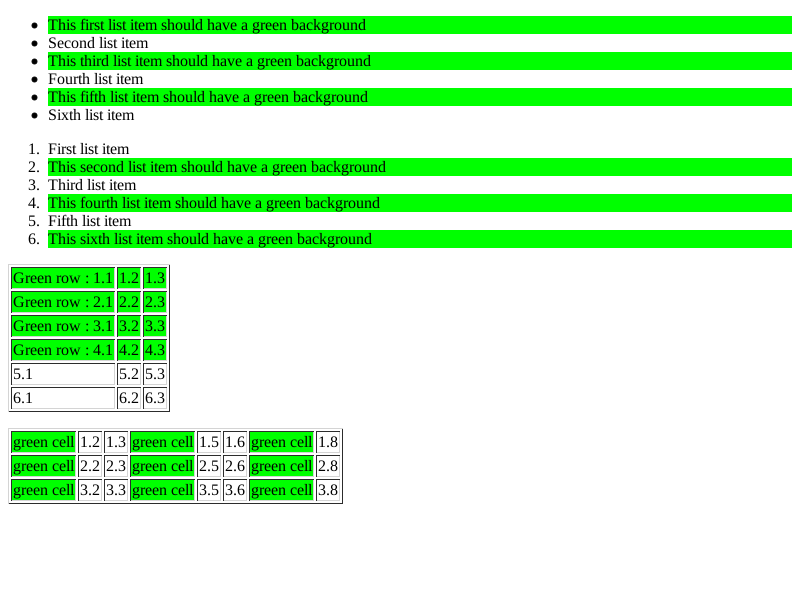 • This first list item should have a green background
• Second list item
• This third list item should have a green background
• Fourth list item
• This fifth list item should have a green background
• Sixth list item
1. First list item
2. This second list item should have a green background
3. Third list item
4. This fourth list item should have a green background
5. Fifth list item
6. This sixth list item should have a green background
Green row : 1.1 1.2 1.3
Green row : 2.1 2.2 2.3
Green row : 3.1 3.2 3.3
Green row : 4.1 4.2 4.3
5.1 5.2 5.3
6.1 6.2 6.3
green cell 1.2 1.3 green cell 1.5 1.6 green cell 1.8
green cell 2.2 2.3 green cell 2.5 2.6 green cell 2.8
green cell 3.2 3.3 green cell 3.5 3.6 green cell 3.8